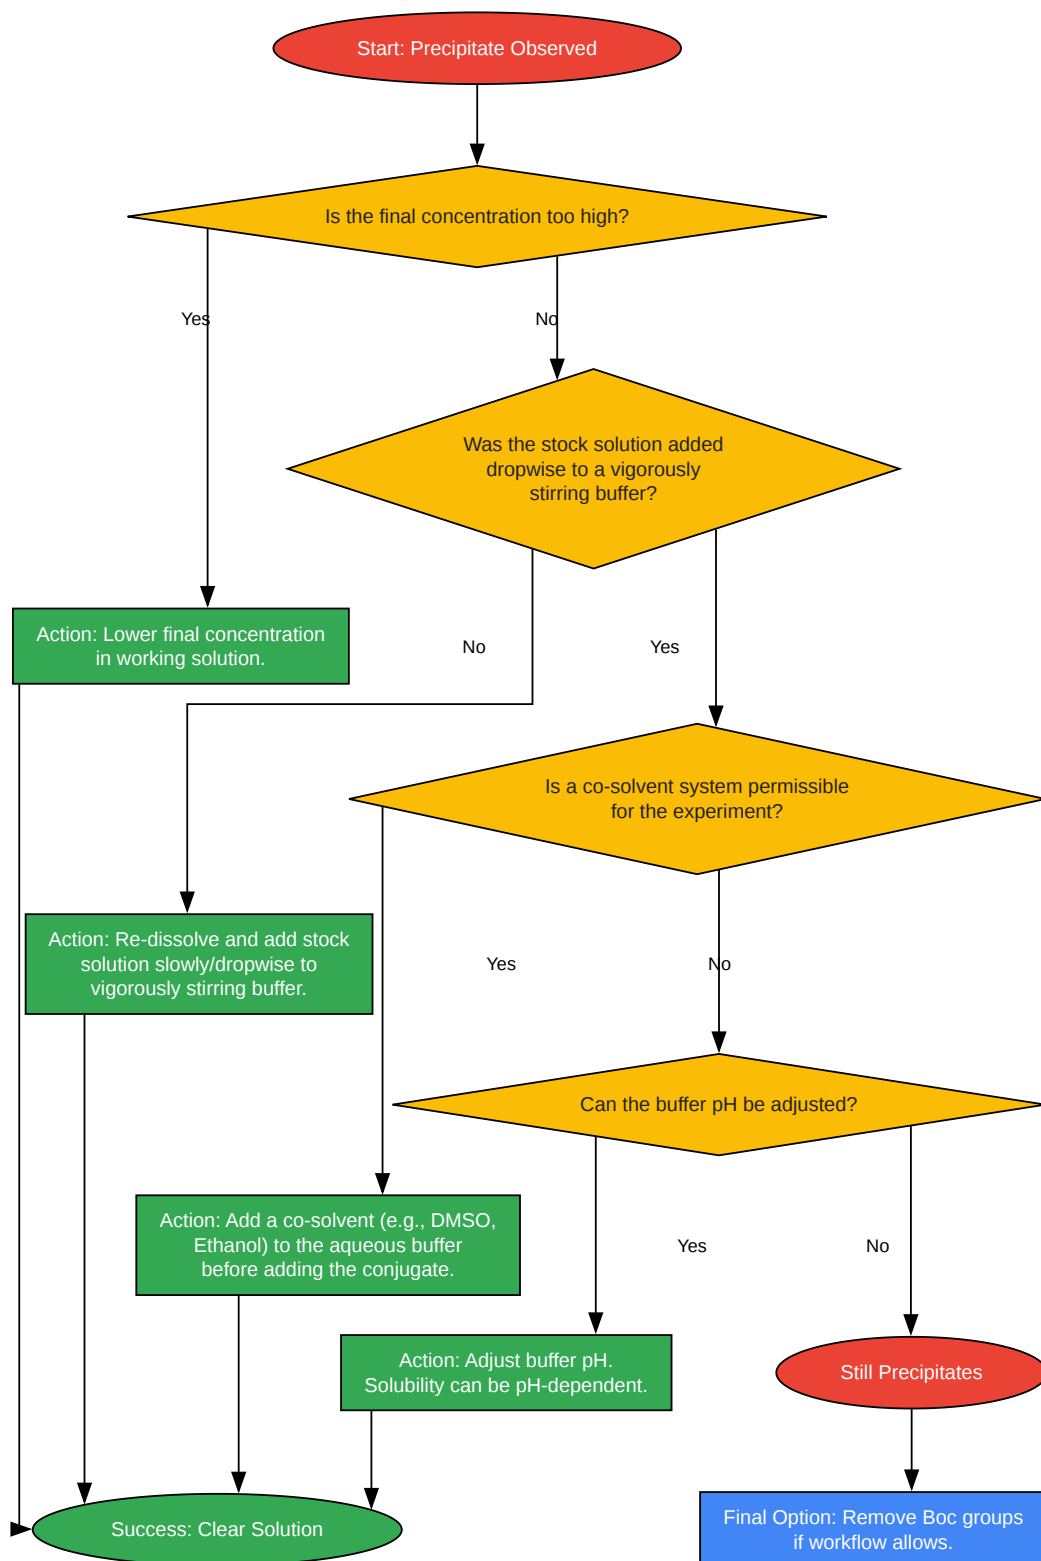 Start: Precipitate Observed
Is the final concentration too high?
Yes
No
Was the stock solution added
dropwise to a vigorously
stirring buffer?
Action: Lower final concentration
in working solution.
No
Yes
Is a co-solvent system permissible
for the experiment?
Action: Re-dissolve and add stock
solution slowly/dropwise to
vigorously stirring buffer.
Yes
No
Can the buffer pH be adjusted?
Action: Add a co-solvent (e.g., DMSO,
Ethanol) to the aqueous buffer
before adding the conjugate.
Yes
No
Action: Adjust buffer pH.
Solubility can be pH-dependent.
Still Precipitates
Success: Clear Solution
Final Option: Remove Boc groups
if workflow allows.